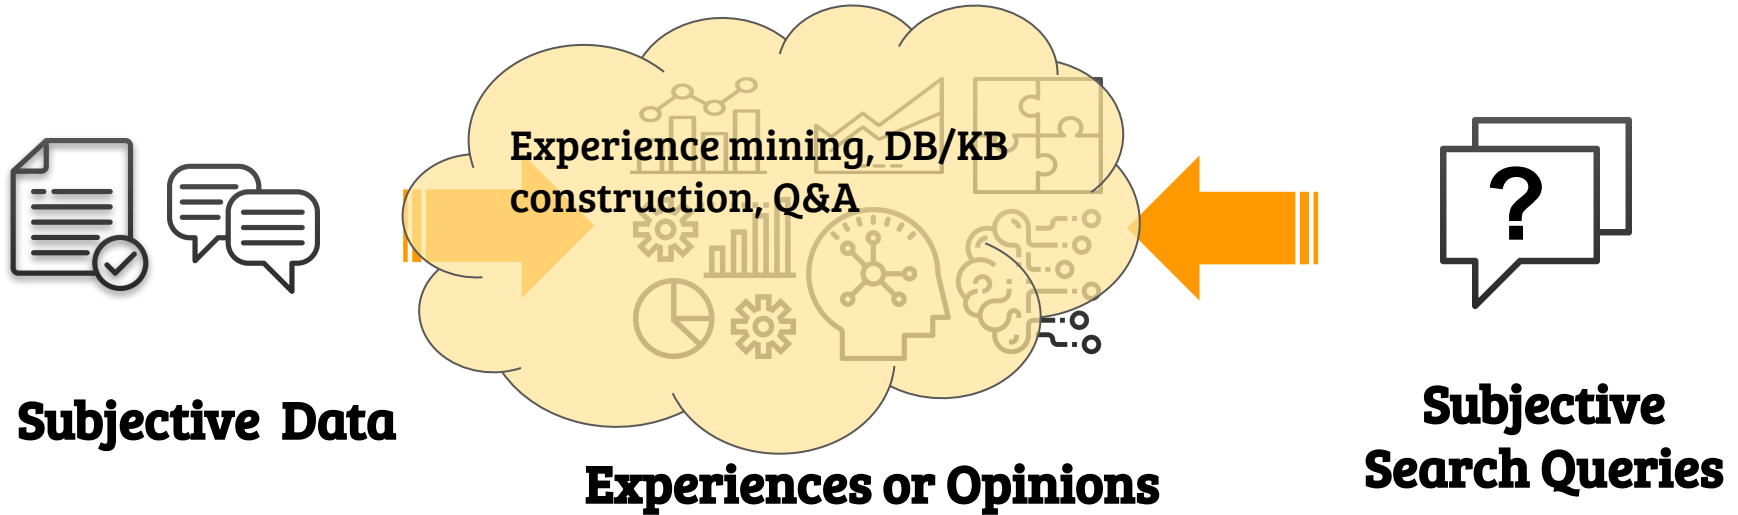 Experience mining, DB/KB
construction, Q&A
?
Subjective Data
Experiences or Opinions
Subjective
Search Queries